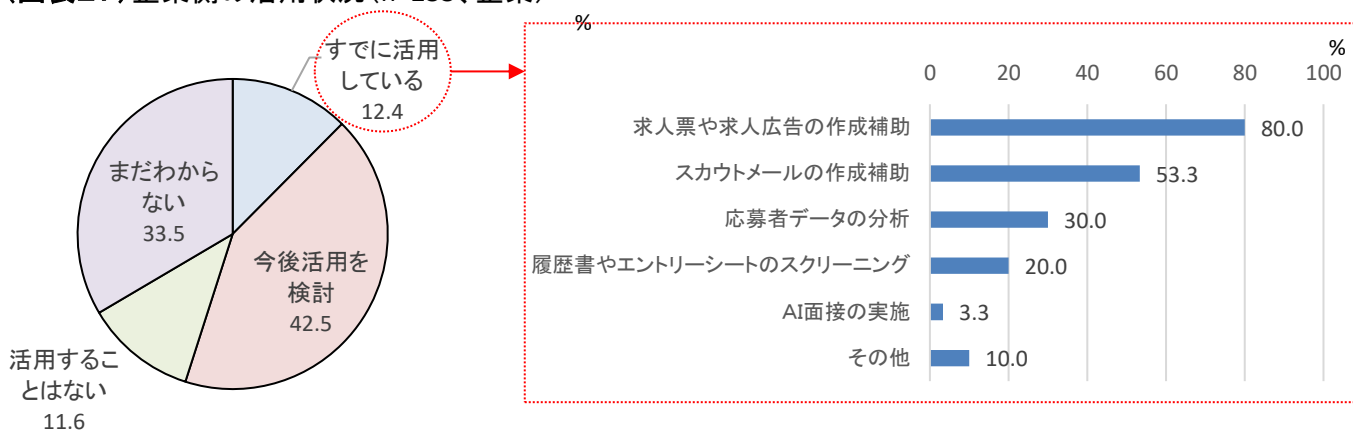 %
すでに活用
している
12.4
まだわから
ない
33.5
今後活用を
検討
42.5
活用するこ
とはない
11.6
%
0 20 40 60 80 100
求人票や求人広告の作成補助 80.0
スカウトメールの作成補助 53.3
応募者データの分析 30.0
履歴書やエントリーシートのスクリーニング 20.0
AI面接の実施 3.3
その他 10.0